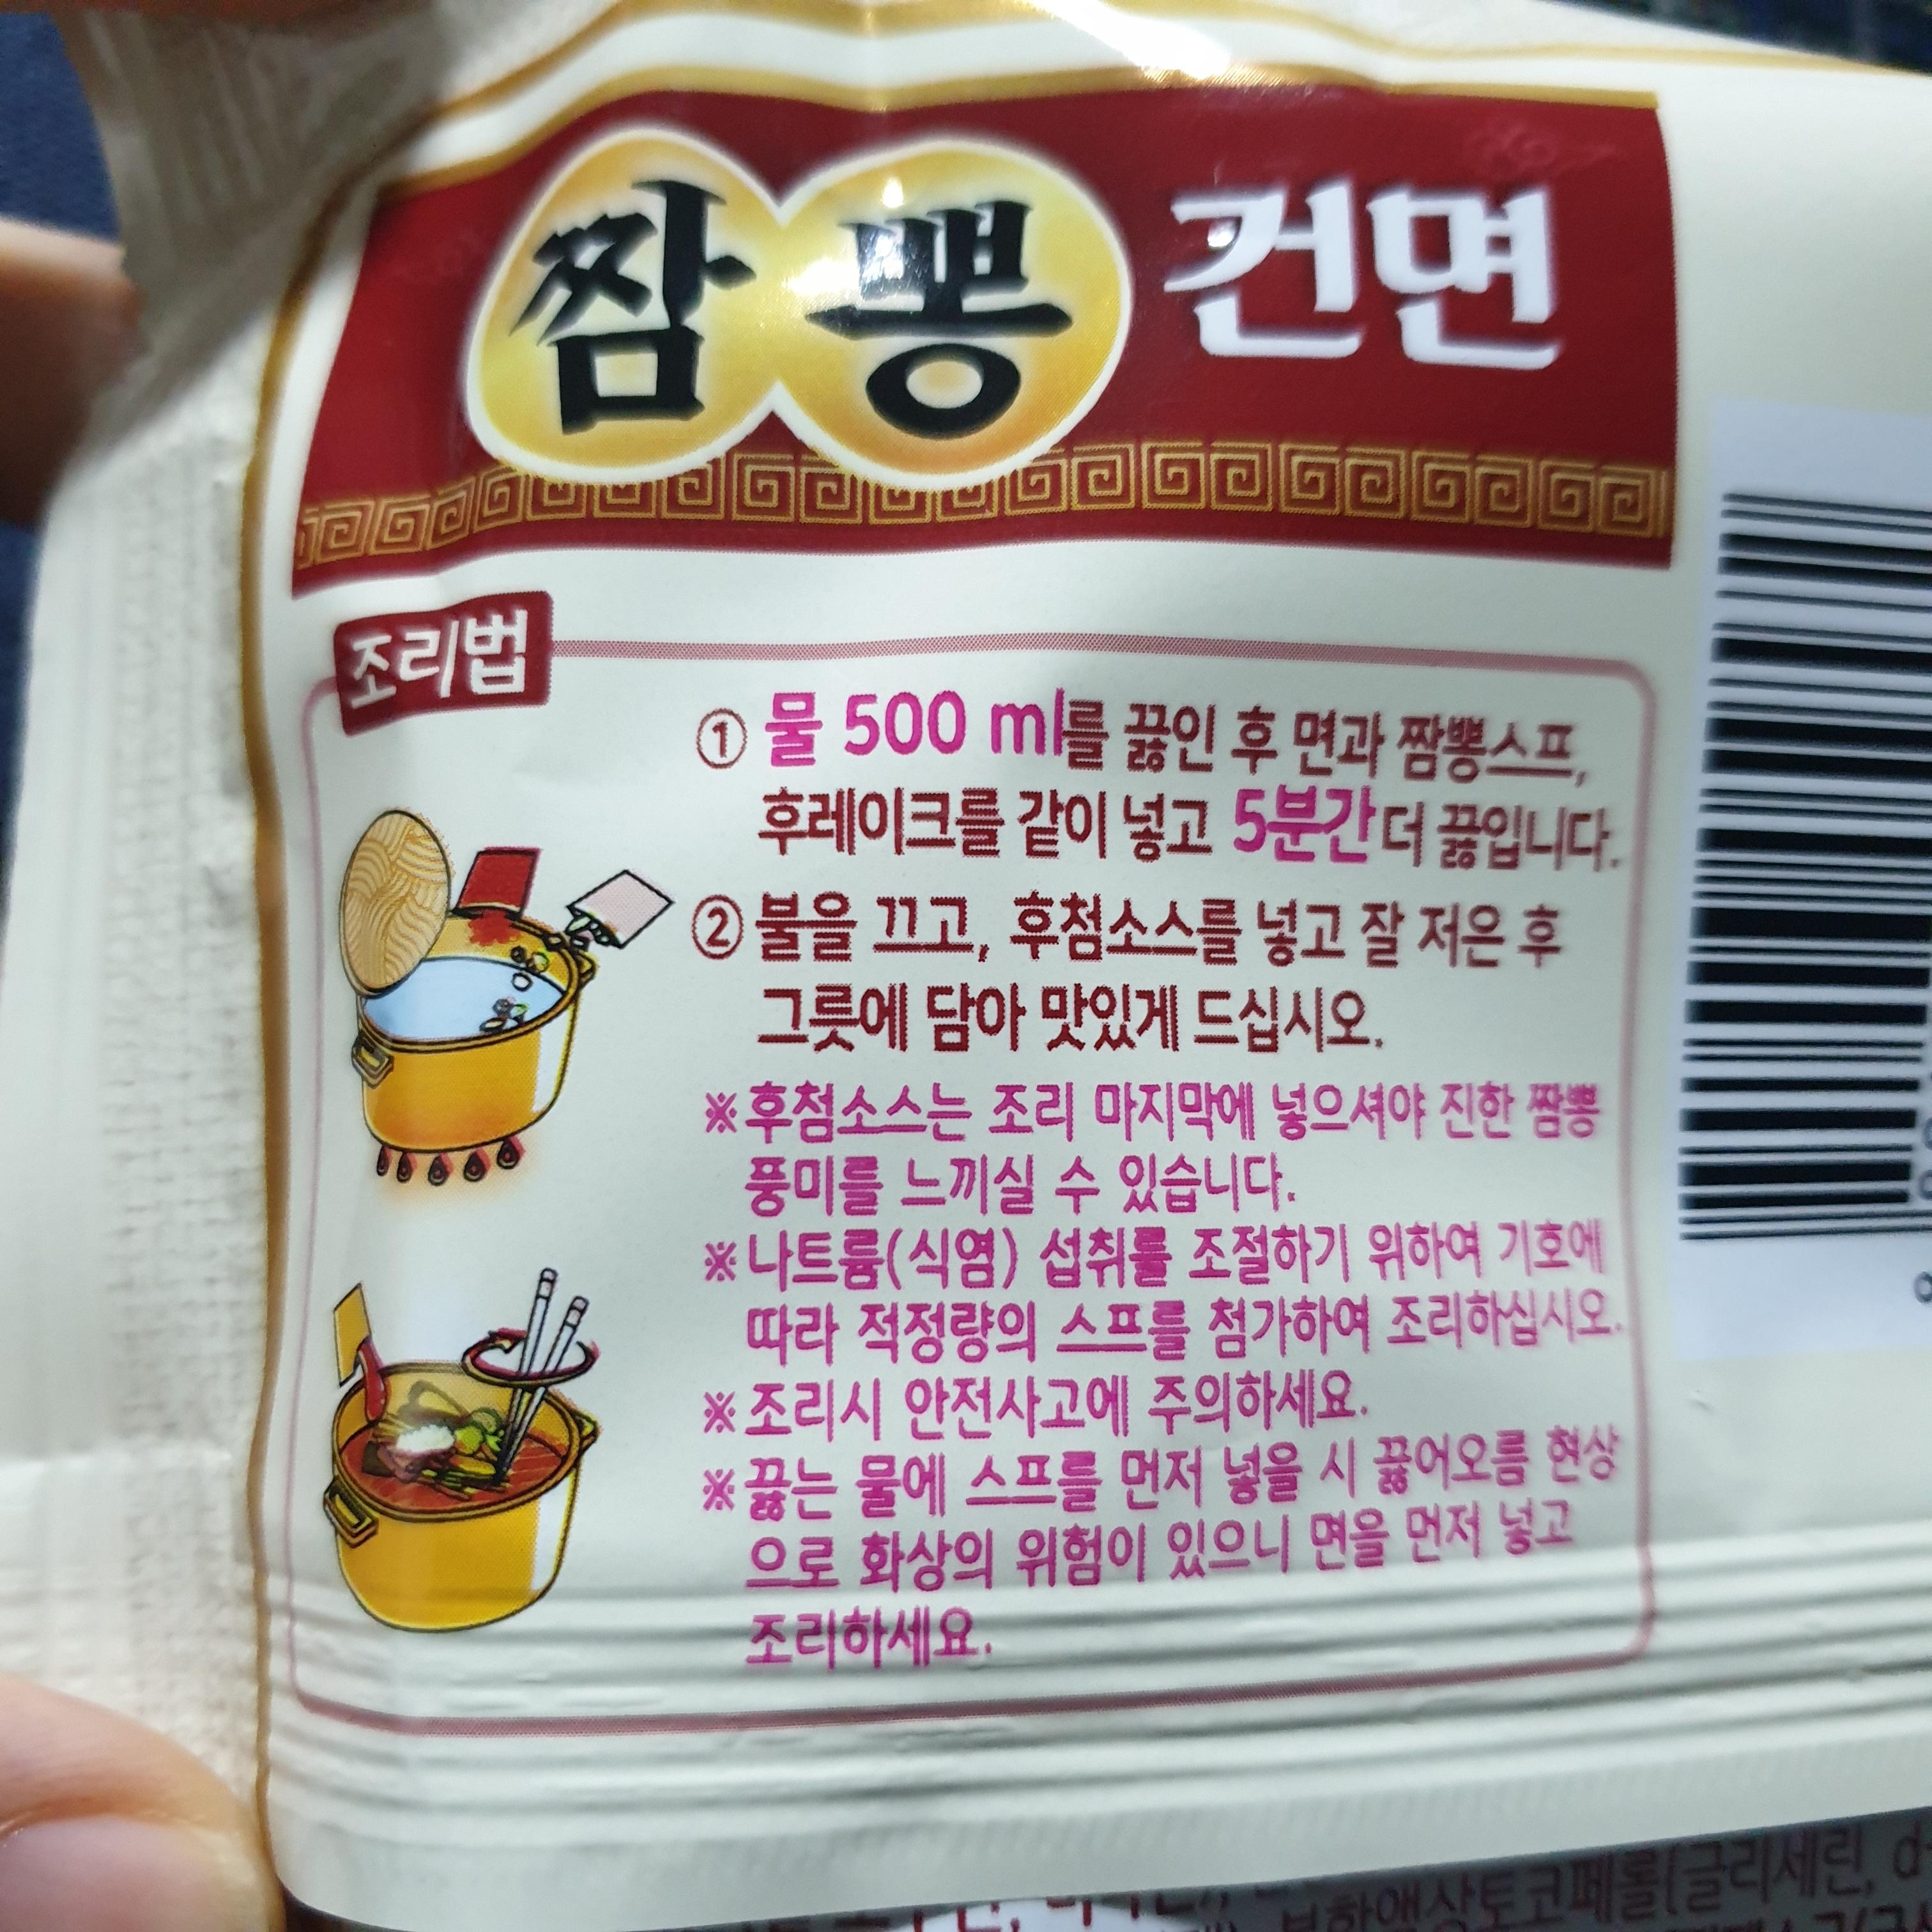 짬뽕 건면
조리법
① 물 500 ml를 끓인 후 면과 짬뽕스프,
후레이크를 같이 넣고 5분간 더 끓입니다.
② 불을 끄고, 후첨소스를 넣고 잘 저은 후
그릇에 담아 맛있게 드십시오.
※후첨소스는 조리 마지막에 넣으셔야 진한 짬뽕
풍미를 느끼실 수 있습니다.
※나트륨(식염) 섭취를 조절하기 위하여 기호에
따라 적정량의 스프를 첨가하여 조리하십시오.
※조리시 안전사고에 주의하세요.
※끓는 물에 스프를 먼저 넣을 시 끓어오름 현상
으로 화상의 위험이 있으니 면을 먼저 넣고
조리하세요.